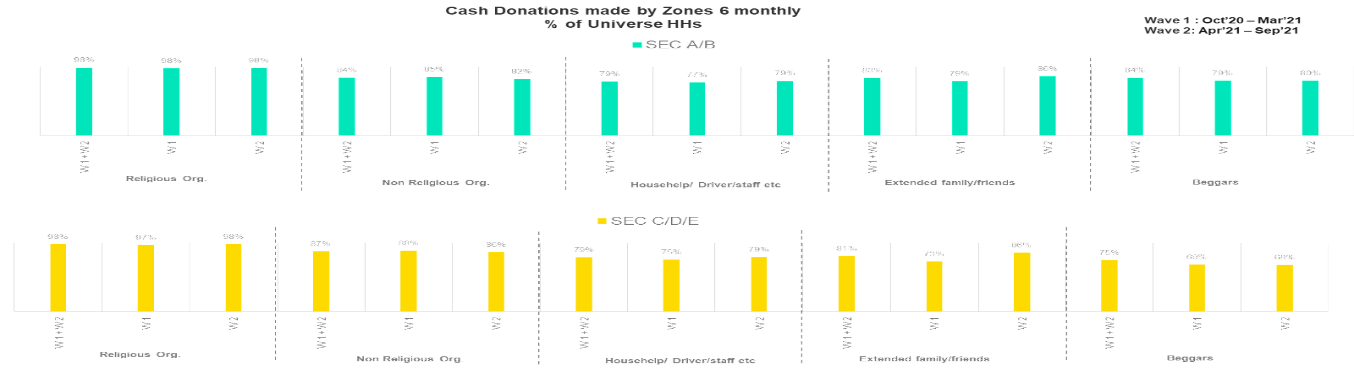 Cash Donations made by Zones 6 monthly
% of Universe HHs
Wave 1 : Oct'20 – Mar'21
Wave 2: Apr'21 – Sep'21
SEC A/B
98% 98% 98% 84% 85% 82% 79% 77% 79% 86% 84% 79%
W1+W2 W1 W2 W1+W2 W1 W2 W1+W2 W1 W2 W1+W2 W1 W2 W1+W2 W1 W2
Religious Org. Non Religious Org. Househelp/ Driver/staff etc Extended family/friends Beggars
SEC C/D/E
98% 97% 98% 87% 88% 86% 79% 79% 81% 75%
W1+W2 W1 W2 W1+W2 W1 W2 W1+W2 W1 W2 W1+W2 W1 W2 W1+W2 W1 W2
Religious Org. Non Religious Org. Househelp/ Driver/staff etc Extended family/friends Beggars